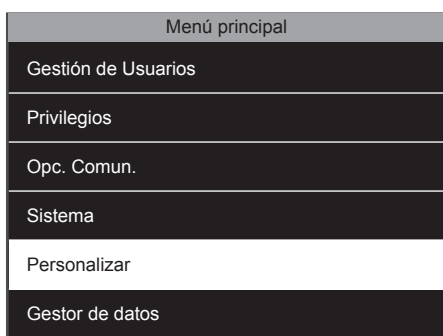 Menú principal
Gestión de Usuarios
Privilegios
Opc. Comun.
Sistema
Personalizar
Gestor de datos